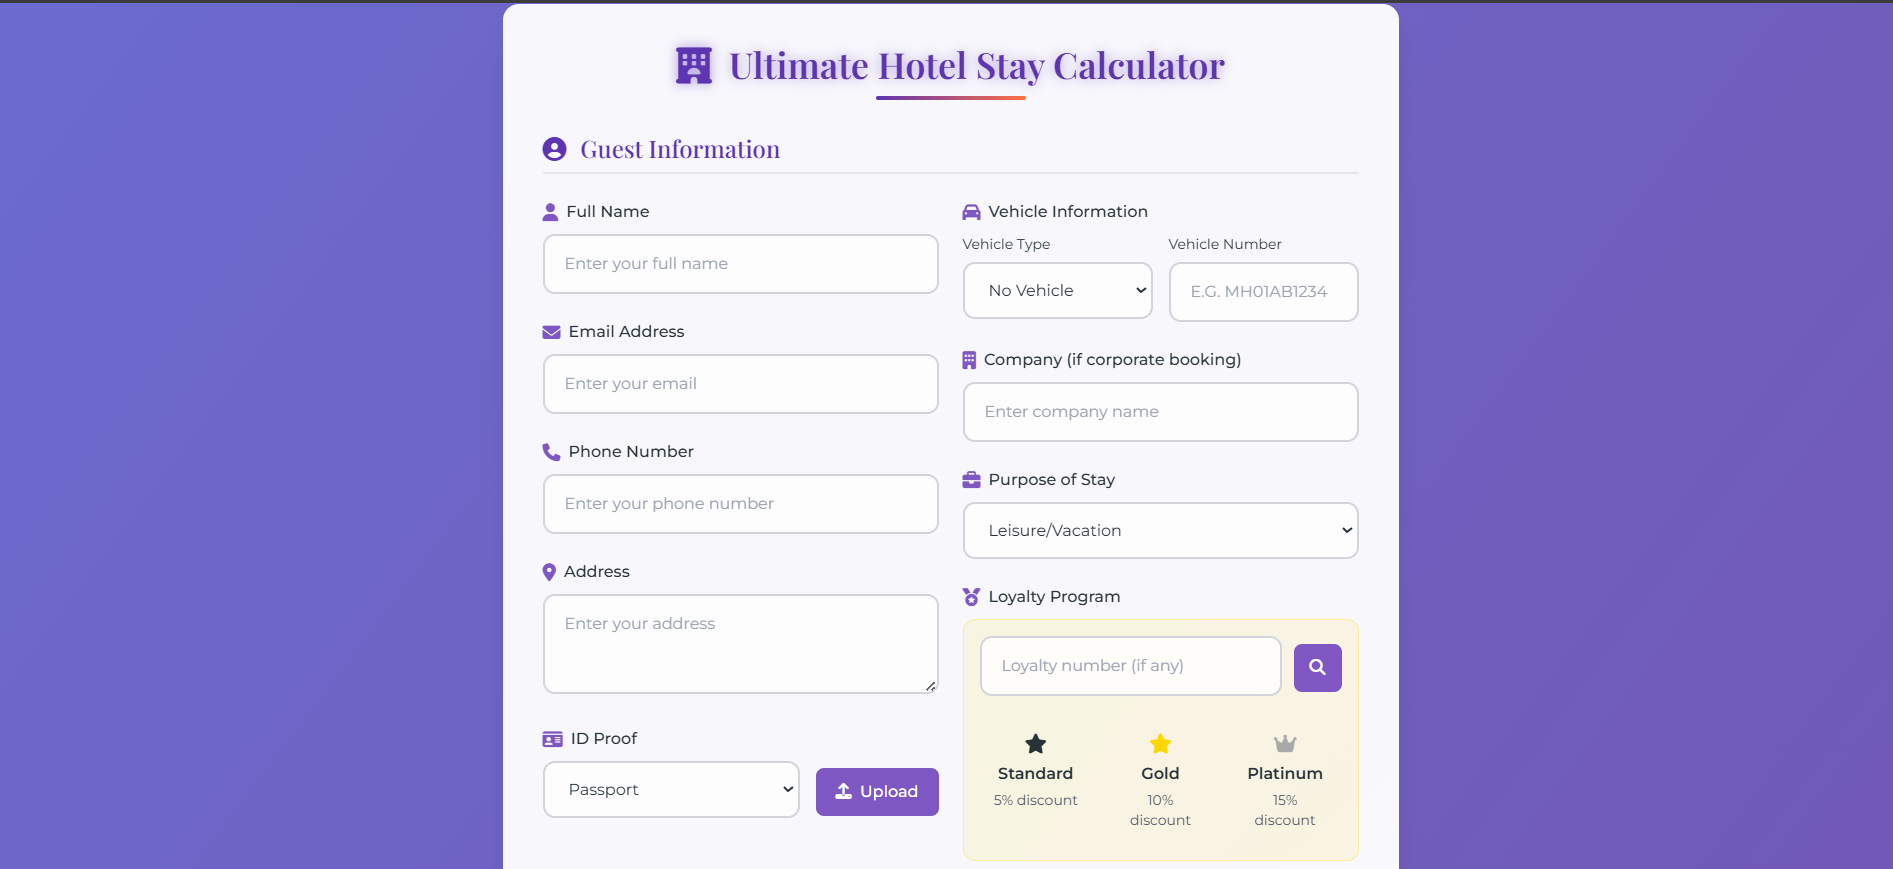 Ultimate Hotel Stay Calculator
Guest Information
Full Name
Enter your full name
Email Address
Enter your email
Phone Number
Enter your phone number
Address
Enter your address
ID Proof
Passport
Upload
Vehicle Information
Vehicle Type
Vehicle Number
No Vehicle
E.G. MH01AB1234
Company (if corporate booking)
Enter company name
Purpose of Stay
Leisure/Vacation
Loyalty Program
Loyalty number (if any)
Standard
5% discount
Gold
10%
discount
Platinum
15%
discount